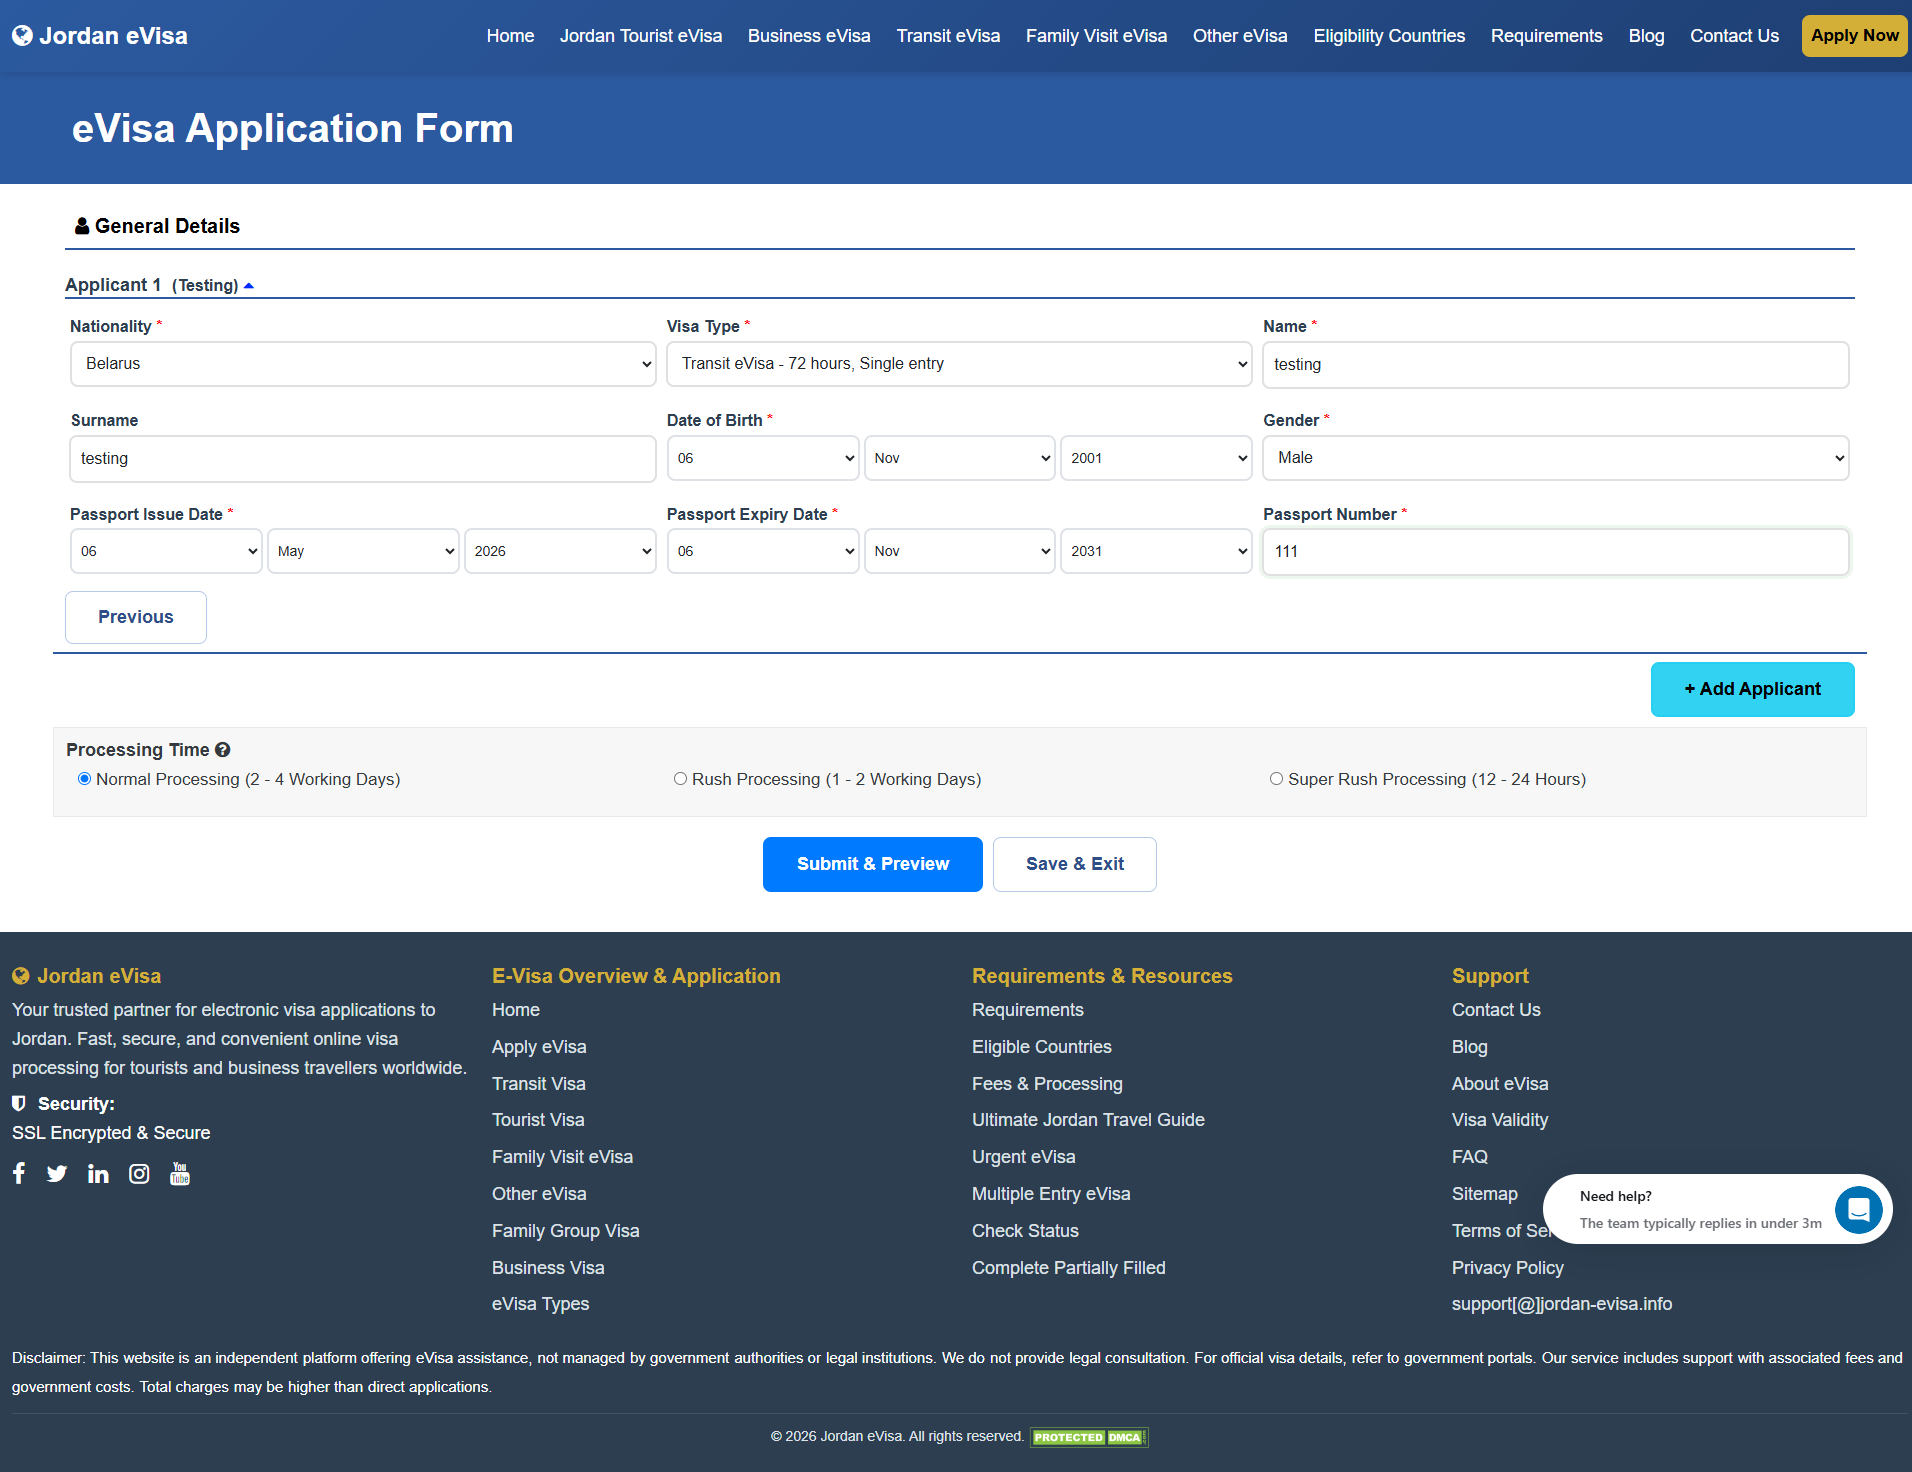 Jordan eVisa
Home
Jordan Tourist eVisa
Business eVisa
Transit eVisa
Family Visit eVisa
Other eVisa
Eligibility Countries
Requirements
Blog
Contact Us
Apply Now
eVisa Application Form
General Details
Applicant 1 (Testing)
Nationality *
Visa Type *
Name *
Belarus
Transit eVisa - 72 hours, Single entry
testing
Surname
Date of Birth *
Gender *
testing
06
Nov
2001
Male
Passport Issue Date *
Passport Expiry Date *
Passport Number *
06
May
2026
06
Nov
2031
111
Previous
+ Add Applicant
Processing Time
Normal Processing (2 - 4 Working Days)
Rush Processing (1 - 2 Working Days)
Super Rush Processing (12 - 24 Hours)
Submit & Preview
Save & Exit
Jordan eVisa
Your trusted partner for electronic visa applications to
Jordan. Fast, secure, and convenient online visa
processing for tourists and business travellers worldwide.
Security:
SSL Encrypted & Secure
You
Tube
E-Visa Overview & Application
Home
Apply eVisa
Transit Visa
Tourist Visa
Family Visit eVisa
Other eVisa
Family Group Visa
Business Visa
eVisa Types
Requirements & Resources
Requirements
Eligible Countries
Fees & Processing
Ultimate Jordan Travel Guide
Urgent eVisa
Multiple Entry eVisa
Check Status
Complete Partially Filled
Support
Contact Us
Blog
About eVisa
Visa Validity
FAQ
Sitemap
Terms of
Privacy Policy
support[@]jordan-evisa.info
Need help?
The team typically replies in under 3m
Disclaimer: This website is an independent platform offering eVisa assistance, not managed by government authorities or legal institutions. We do not provide legal consultation. For official visa details, refer to government portals. Our service includes support with associated fees and
government costs. Total charges may be higher than direct applications.
© 2026 Jordan eVisa. All rights reserved.
PROTECTED DMCA